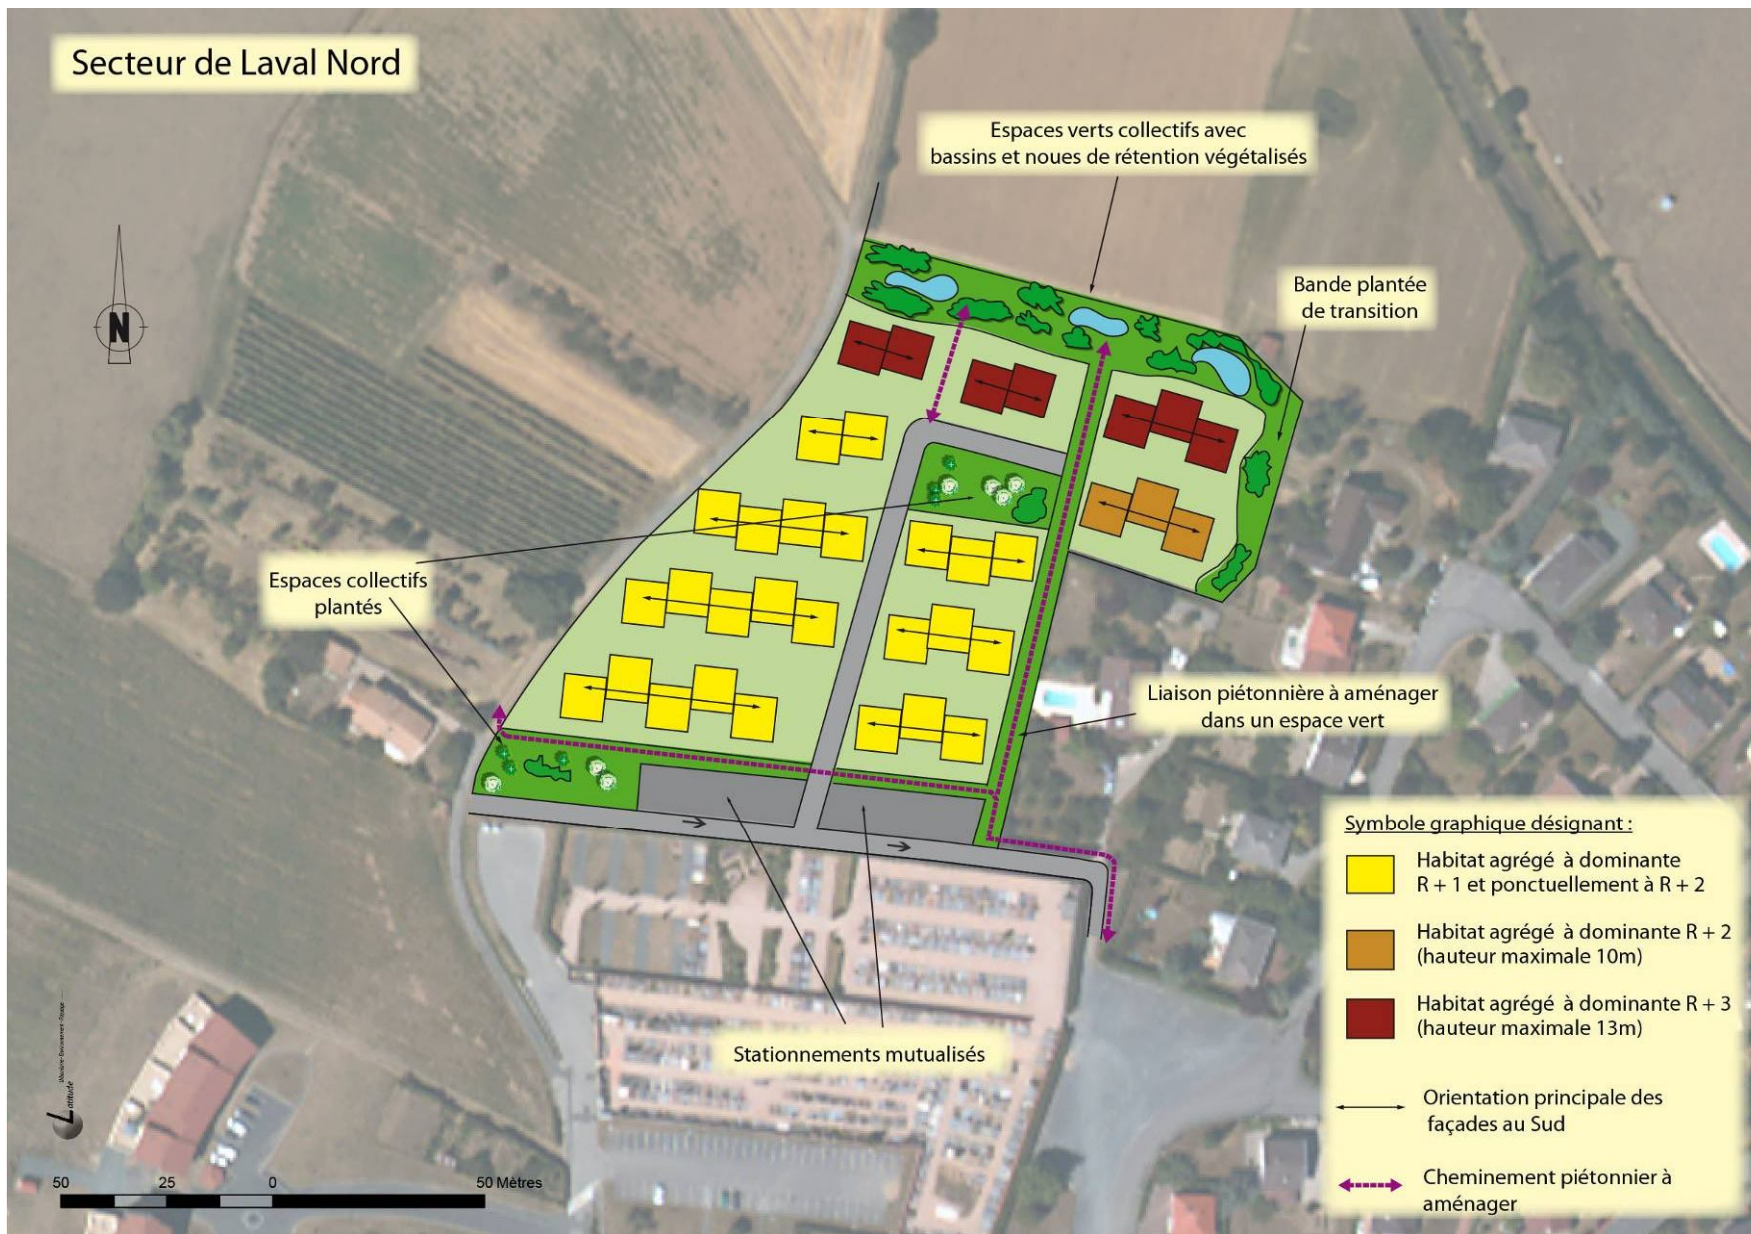 Secteur de Laval Nord
Espaces verts collectifs avec
bassins et noues de rétention végétalisés
Bande plantée
de transition
N
Espaces collectifs
plantés
Liaison piétonnière à aménager
dans un espace vert
Stationnements mutualisés
Symbole graphique désignant :
Habitat agrégé à dominante
R + 1 et ponctuellement à R + 2
Habitat agrégé à dominante R + 2
(hauteur maximale 10m)
Habitat agrégé à dominante R + 3
(hauteur maximale 13m)
Orientation principale des
façades au Sud
Cheminement piétonnier à
aménager
Latitude
50 25 0 50 Mètres